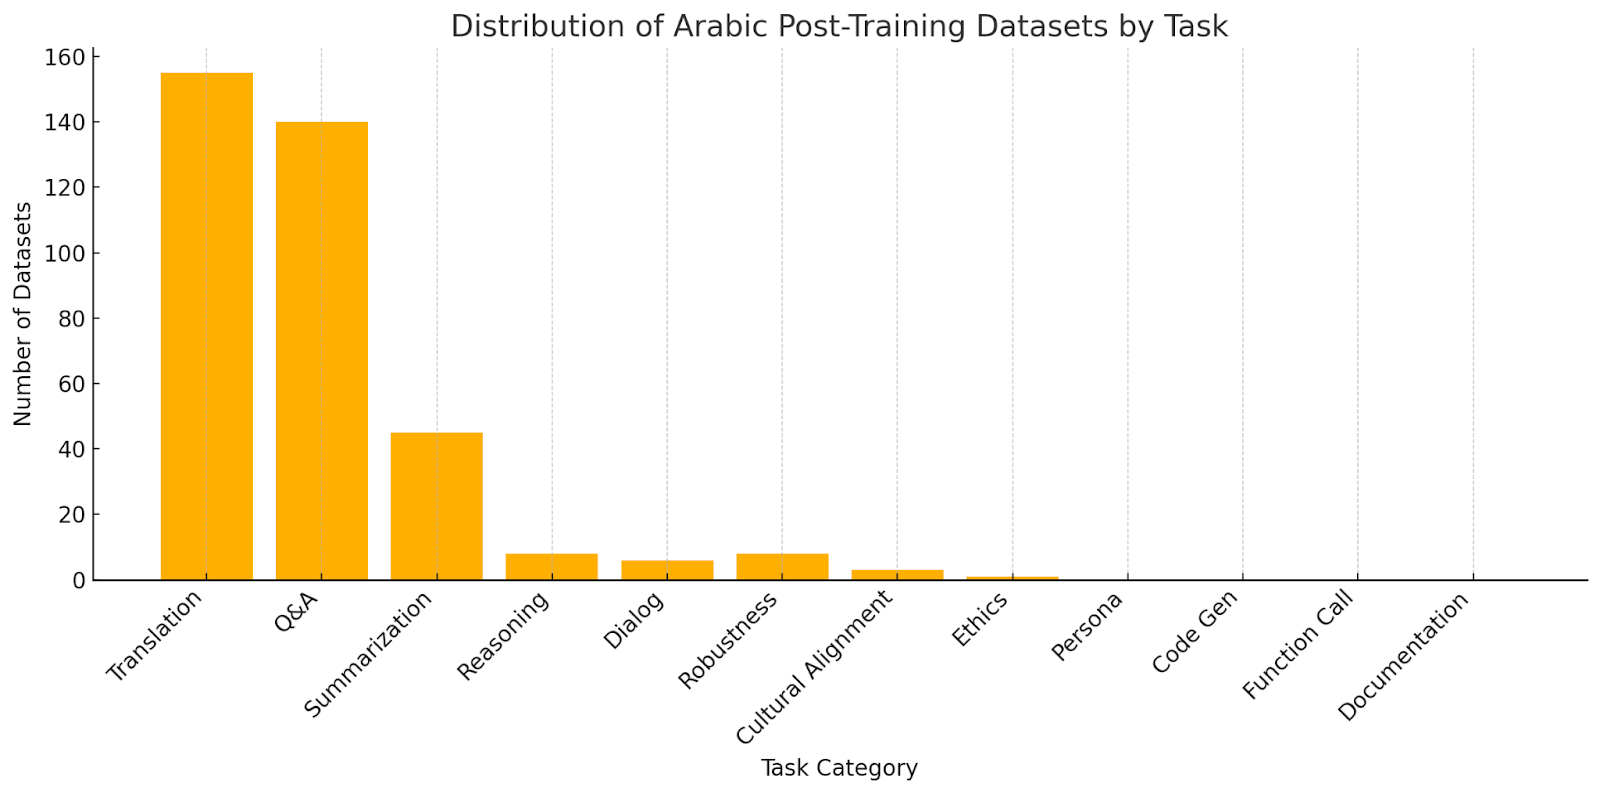 Distribution of Arabic Post-Training Datasets by Task
Number of Datasets
160
140
120
100
80
60
40
20
0
Translation
Q&A
Summarization
Reasoning
Dialog
Robustness
Cultural Alignment
Ethics
Persona
Code Gen
Function Call
Documentation
Task Category